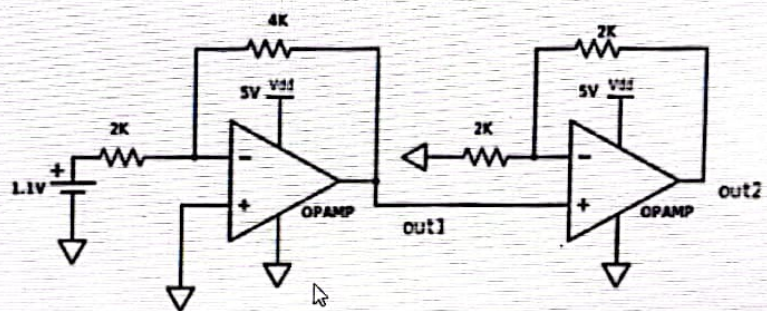 4K
2K
5V Vdd
5V Vdd
2K
2K
1.1V
+
-
+
OPAMP
-
+
OPAMP
out1
out2